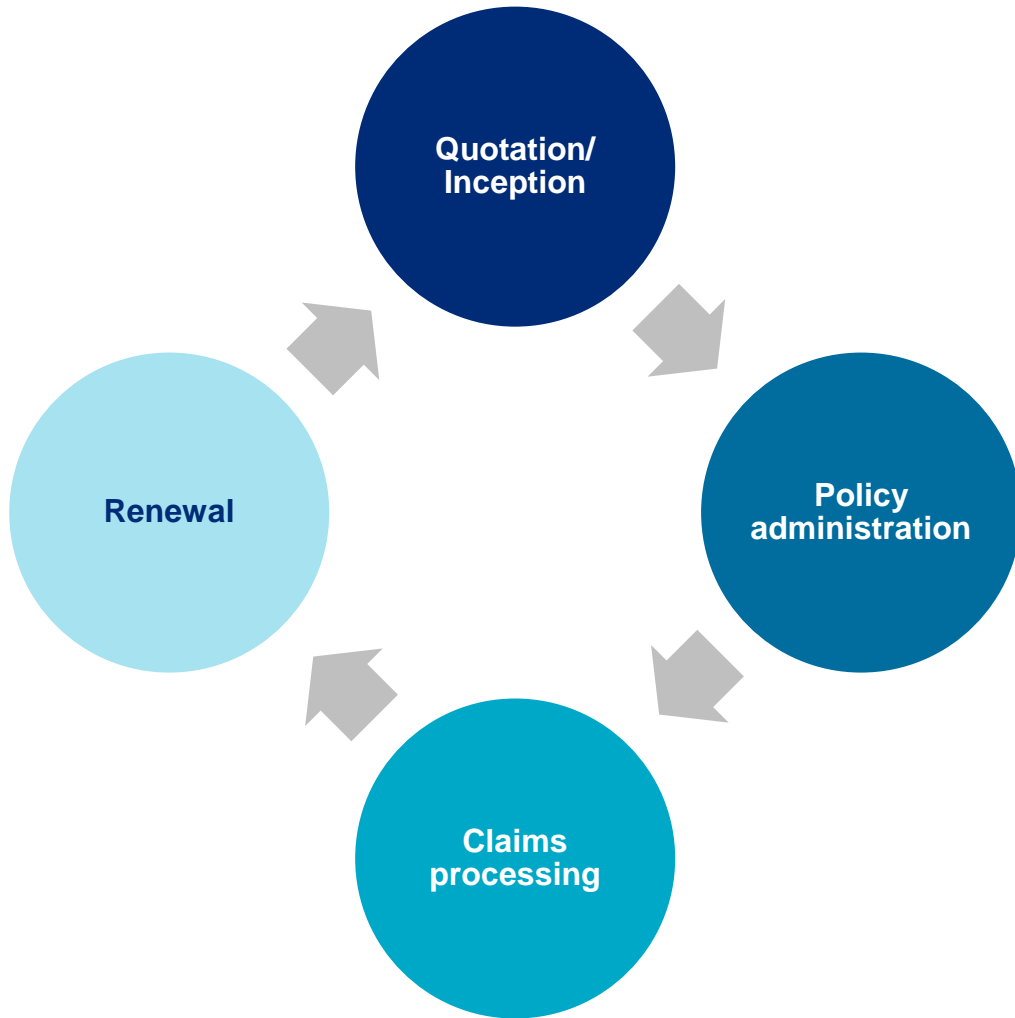 Quotation/
Inception
Policy
administration
Claims
processing
Renewal